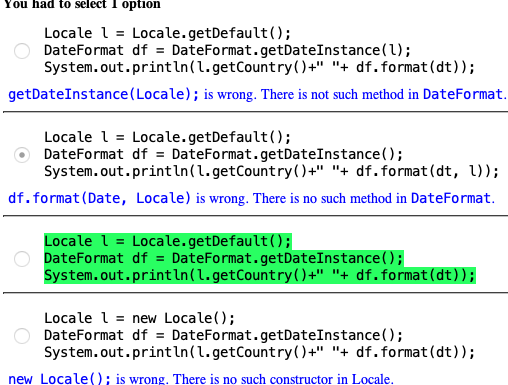 You had to select 1 option
Locale l = Locale.getDefault();
DateFormat df = DateFormat.getDateInstance(l);
System.out.println(l.getCountry()+" "+ df.format(dt));
getDateInstance(Locale); is wrong. There is not such method in DateFormat.
Locale l = Locale.getDefault();
DateFormat df = DateFormat.getDateInstance();
System.out.println(l.getCountry()+" "+ df.format(dt, l));
df.format(Date, Locale) is wrong. There is no such method in DateFormat.
Locale l = Locale.getDefault();
DateFormat df = DateFormat.getDateInstance();
System.out.println(l.getCountry()+" "+ df.format(dt));
Locale l = new Locale();
DateFormat df = DateFormat.getDateInstance();
System.out.println(l.getCountry()+" "+ df.format(dt));
new Locale(); is wrong. There is no such constructor in Locale.